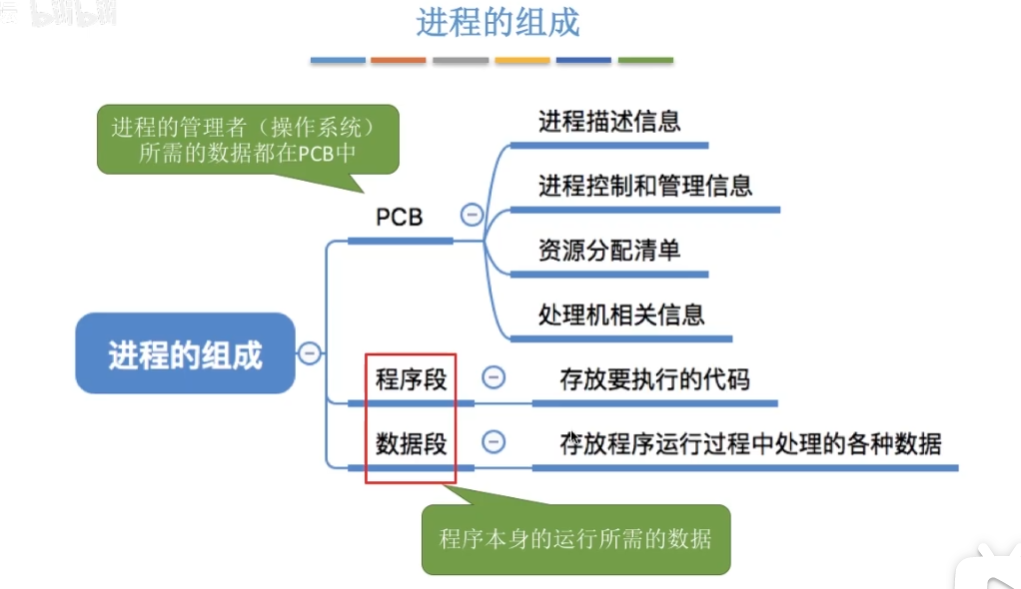 进程的组成
进程的管理者（操作系统）
所需的数据都在PCB中
进程描述信息
进程控制和管理信息
PCB
资源分配清单
处理机相关信息
进程的组成
程序段
存放要执行的代码
数据段
存放程序运行过程中处理的各种数据
程序本身的运行所需的数据